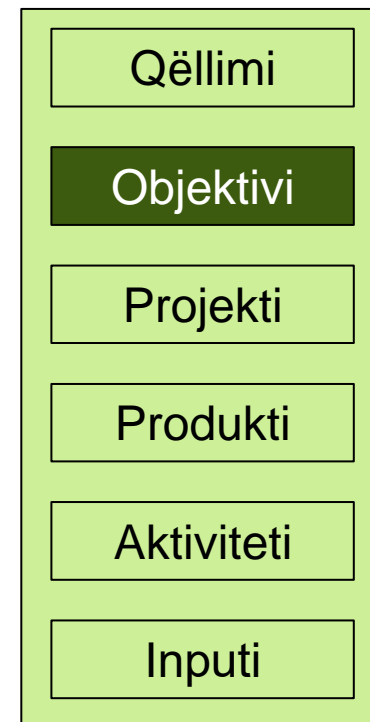 Qëllimi
Objektivi
Projekti
Produkti
Aktiviteti
Inputi